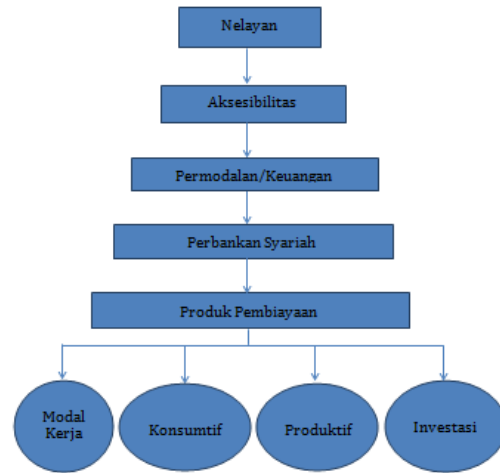 Nelayan
Aksesibilitas
Permodalan/Keuangan
Perbankan Syariah
Produk Pembiayaan
Modal
Kerja
Konsumtif
Produktif
Investasi